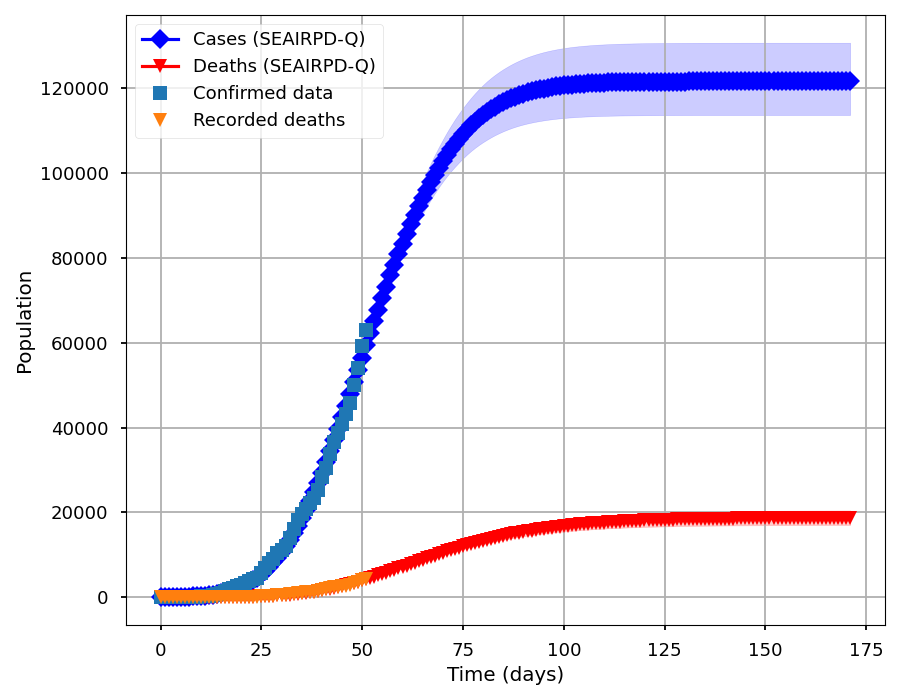 Cases (SEAIRPD-Q)
Deaths (SEAIRPD-Q)
Confirmed data
Recorded deaths
120000
100000
80000
60000
40000
20000
0
Population
0 25 50 75 100 125 150 175
Time (days)